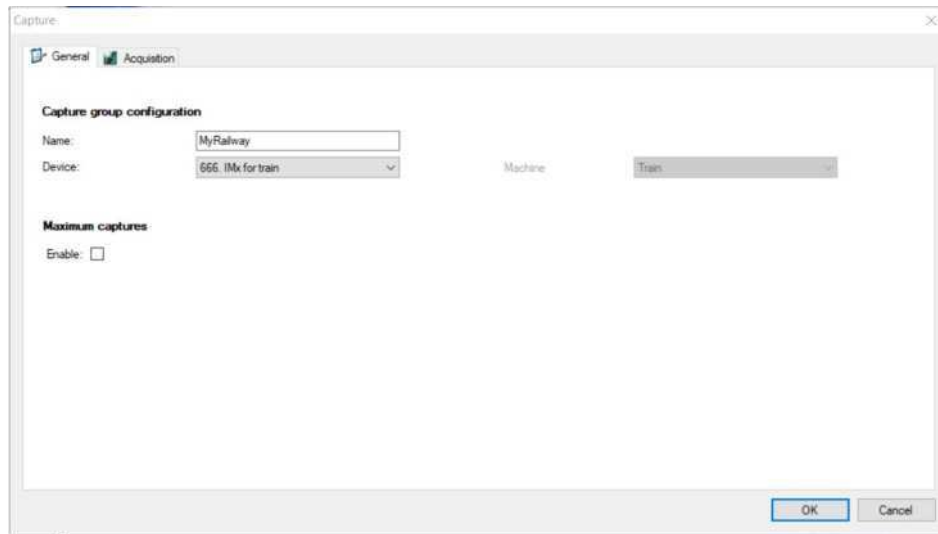 Capture
General Acquisition
Capture group configuration
Name: MyRailway
Device: 666. IMx for train Machine Train
Maximum captures
Enable:
OK Cancel